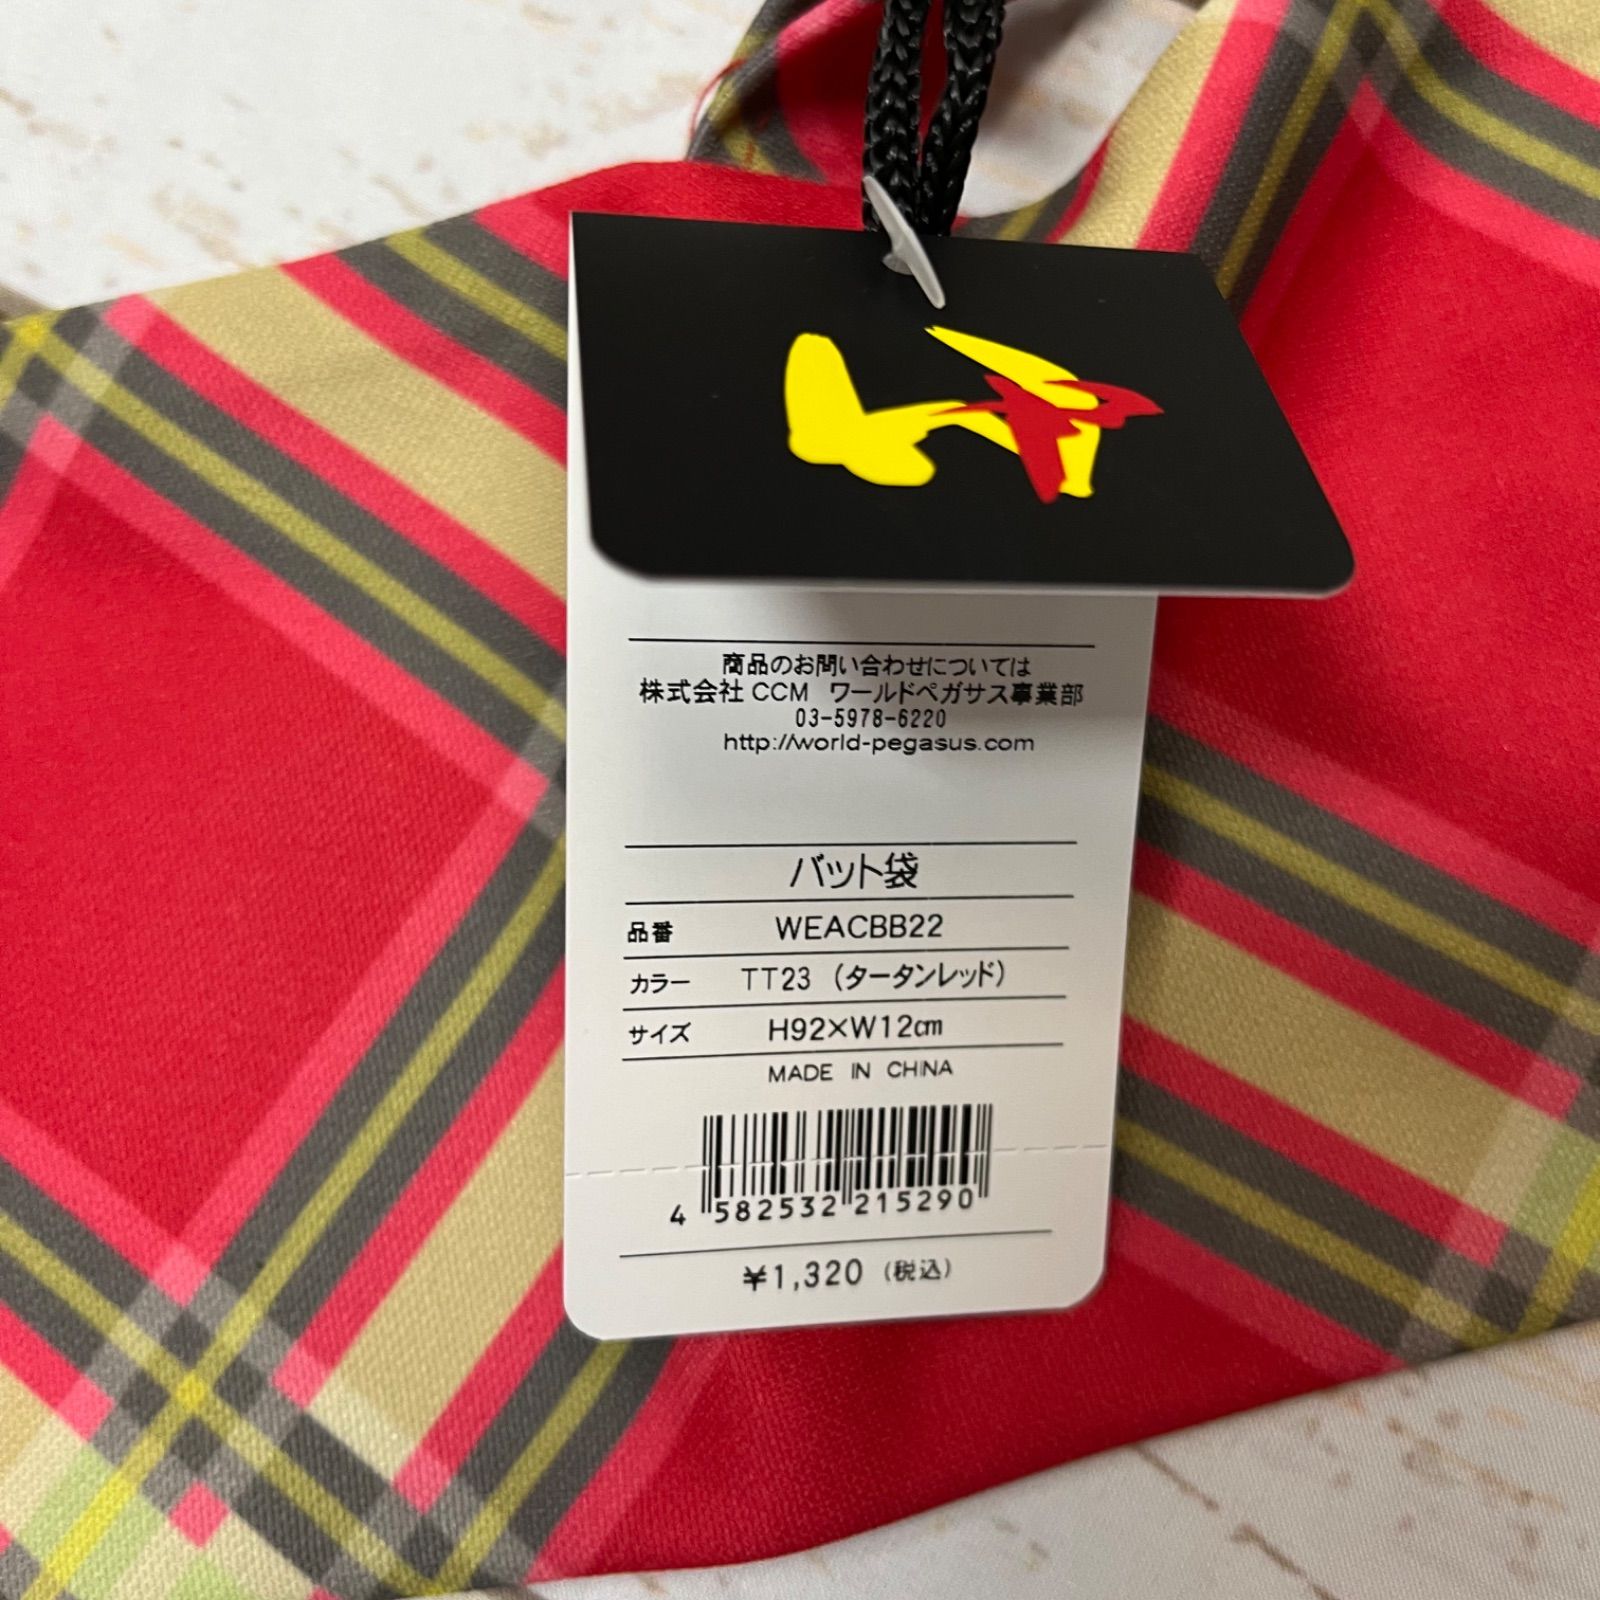 商品のお問い合わせについては
株式会社CCM ワールドペガサス事業部
03-5978-6220
http://world-pegasus.com
バット袋
品番 WEACBB22
カラー TT23 (タータンレッド)
サイズ H92×W12㎝
MADE IN CHINA
4 582532 215290
¥1,320 (税込)